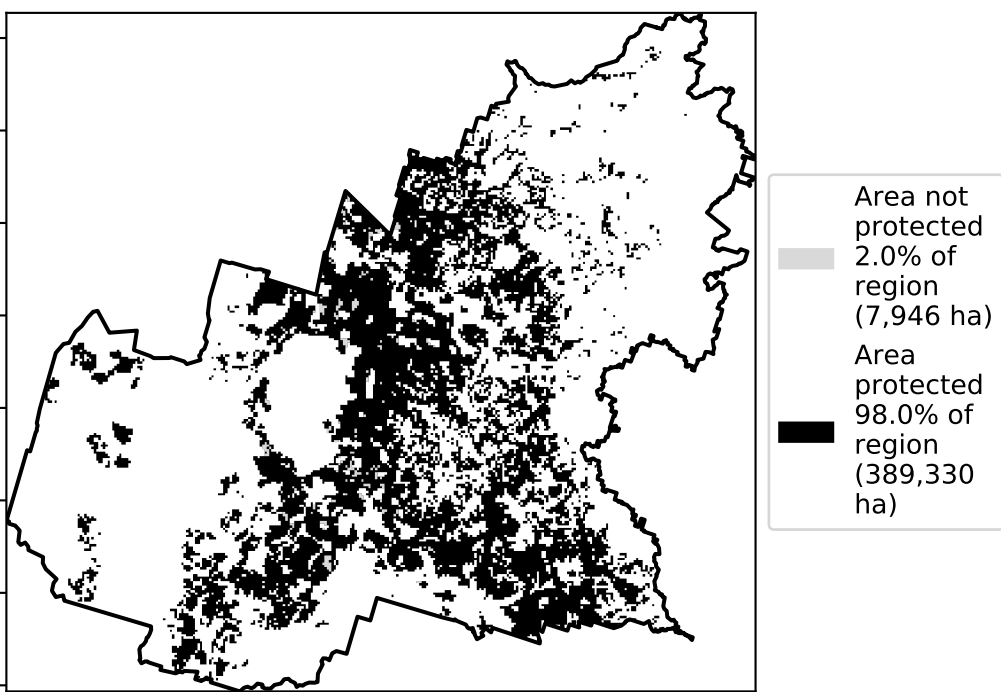 Area not
protected
2.0% of
region
(7,946 ha)
Area
protected
98.0% of
region
(389,330
ha)